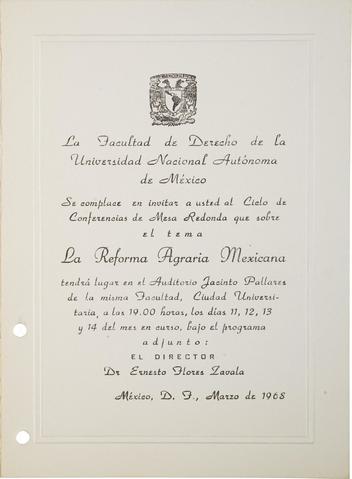 La Facultad de Derecho de la
Universidad Nacional Autónoma
de México
Se complace en invitar a usted al Ciclo de
Conferencias de Mesa Redonda que sobre
el tema
La Reforma Agraria Mexicana
tendrá lugar en el Auditorio Jacinto Pallares
de la misma Facultad, Ciudad Universi-
taria, a las 19.00 horas, los días 11, 12, 13
y 14 del mes en curso, bajo el programa
adjunto:
EL DIRECTOR
Dr Ernesto Flores Zavala
México, D. F., Marzo de 1968